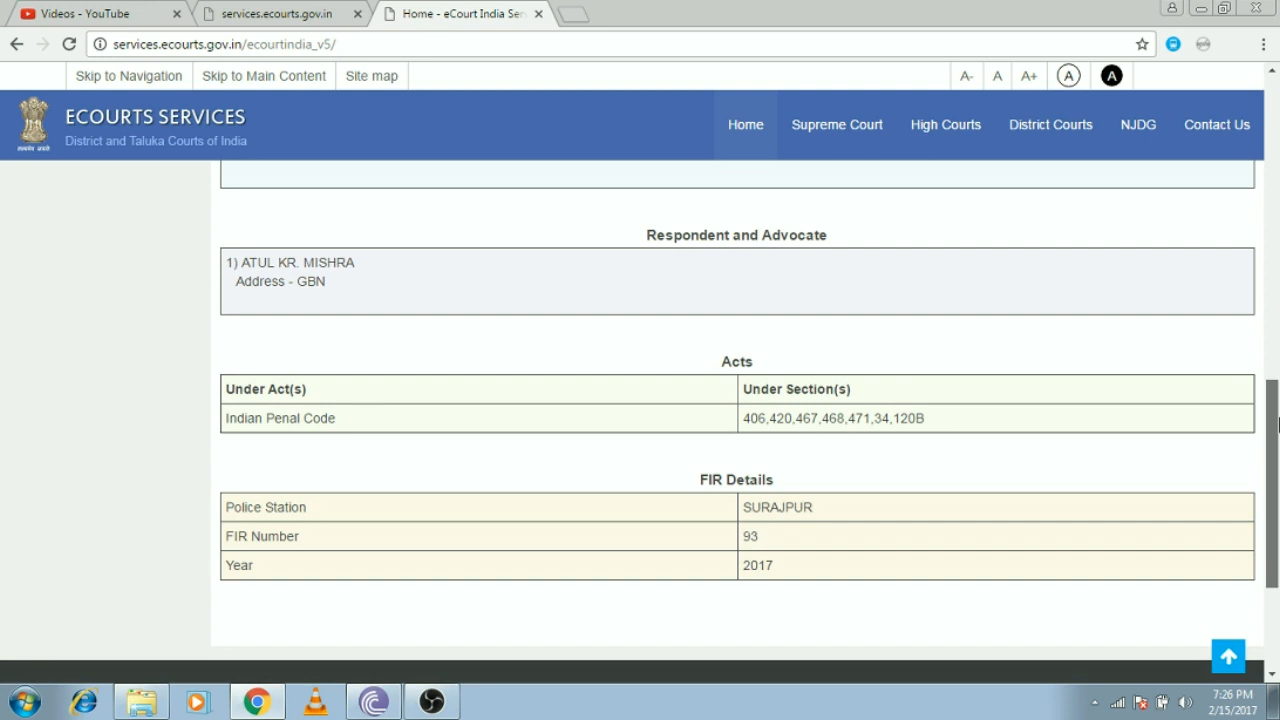 Videos - YouTube
services.ecourts.gov.in
Home - eCourt India Ser
services.ecourts.gov.in/ecourtindia_v5/
Skip to Navigation
Skip to Main Content
Site map
A-
A
A+
A
A
ECOURTS SERVICES
District and Taluka Courts of India
Home
Supreme Court
High Courts
District Courts
NJDG
Contact Us
Respondent and Advocate
1) ATUL KR. MISHRA
Address - GBN
Acts
Under Act(s) Under Section(s)
Indian Penal Code 406,420,467,468,471,34,120B
FIR Details
Police Station SURAJPUR
FIR Number 93
Year 2017
7:26 PM
2/15/2017